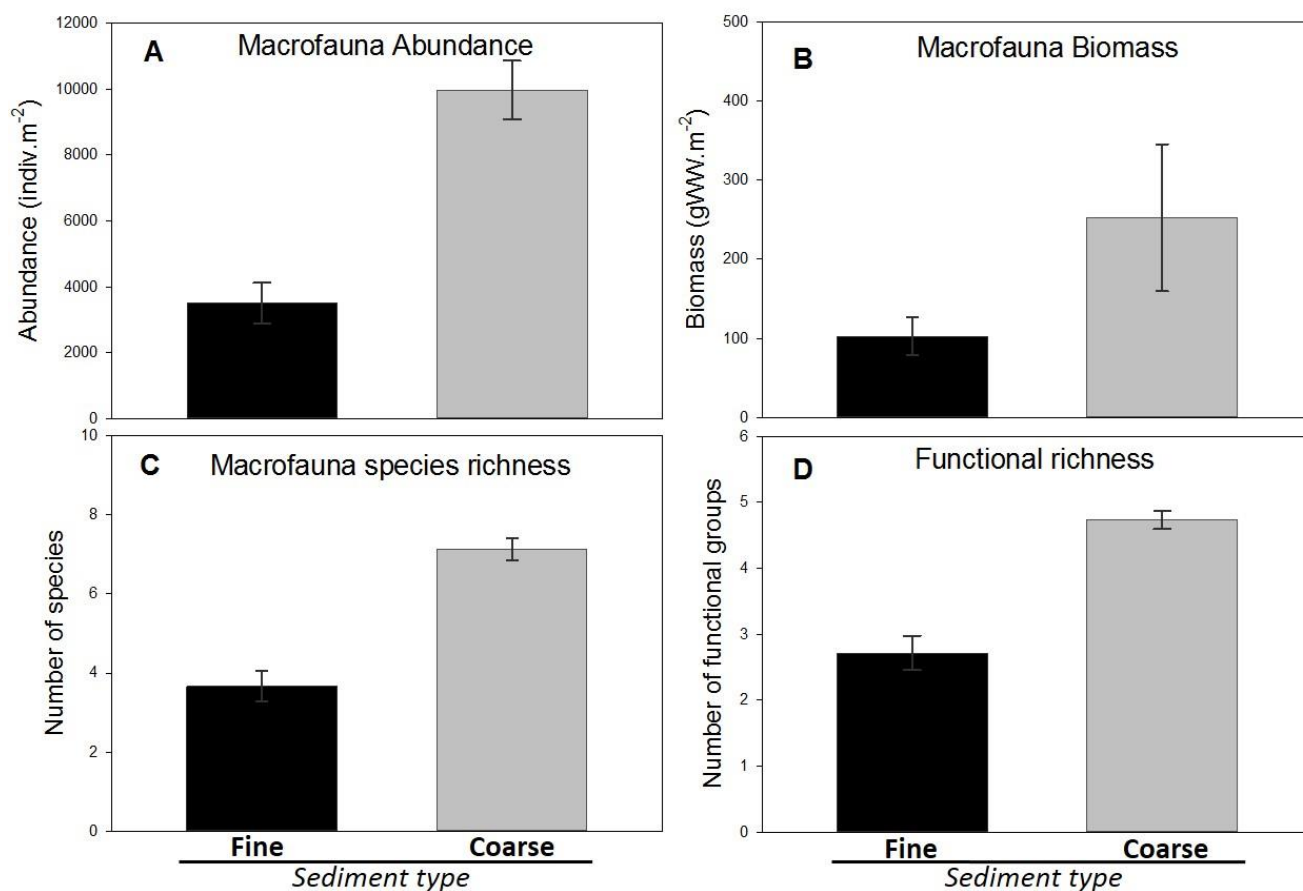 A Macrofauna Abundance
Abundance (indiv.m-2)
12000
10000
8000
6000
4000
2000
0
B Macrofauna Biomass
Biomass (gWW.m-2)
500
400
300
200
100
0
C Macrofauna species richness
Number of species
10
8
6
4
2
0
Fine Coarse
Sediment type
D Functional richness
Number of functional groups
6
5
4
3
2
1
0
Fine Coarse
Sediment type